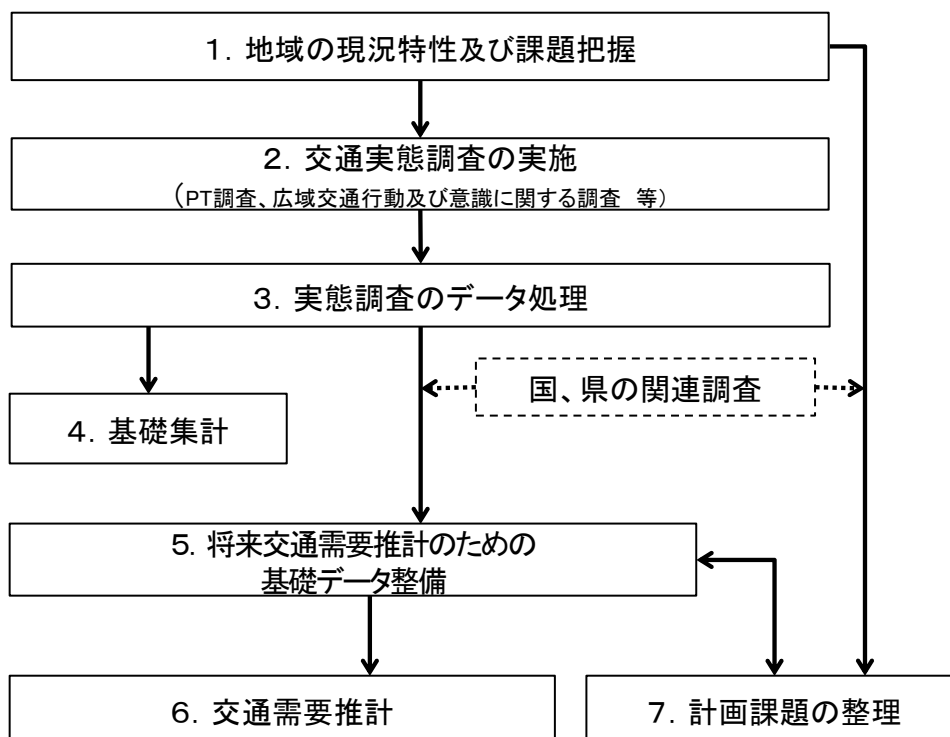 1．地域の現況特性及び課題把握
2．交通実態調査の実施
（PT調査、広域交通行動及び意識に関する調査　等）
3．実態調査のデータ処理
国、県の関連調査
4．基礎集計
5．将来交通需要推計のための
基礎データ整備
6．交通需要推計
7．計画課題の整理